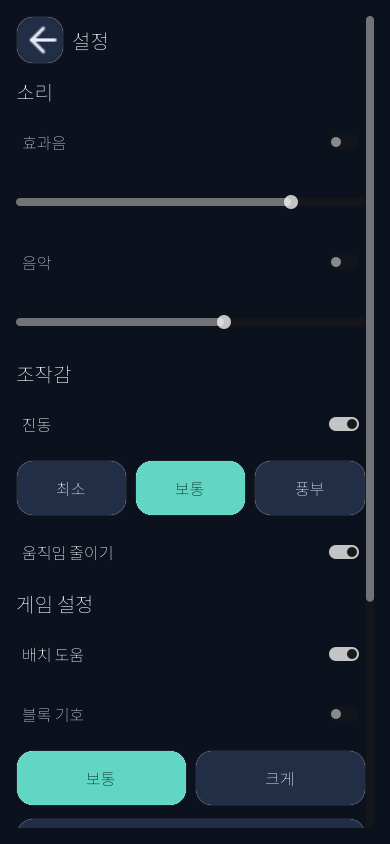 설정
소리
효과음
음악
조작감
진동
최소 보통 풍부
움직임 줄이기
게임 설정
배치 도움
블록 기호
보통 크게